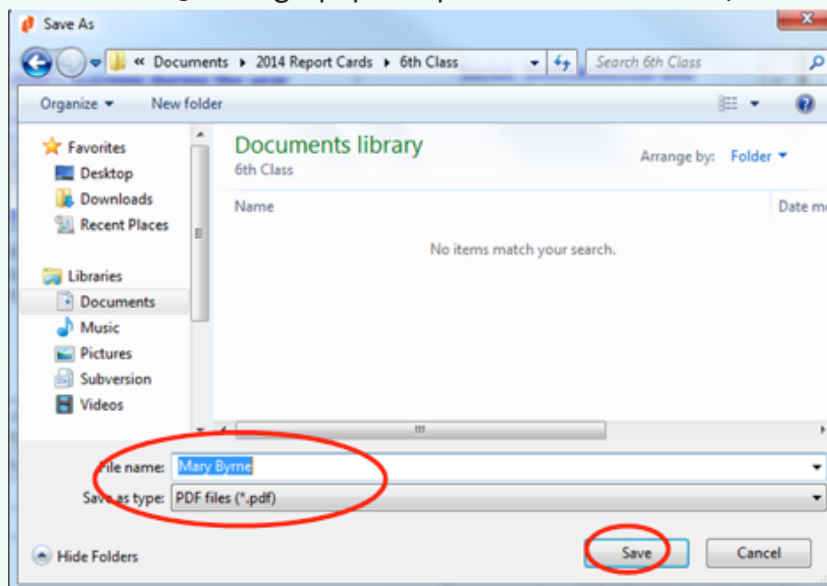 Save As
« Documents ▸ 2014 Report Cards ▸ 6th Class Search 6th Class
Organize ▾ New folder
Favorites
Desktop
Downloads
Recent Places
Libraries
Documents
Music
Pictures
Subversion
Videos
Documents library
6th Class
Arrange by: Folder ▾
Name Date mo
No items match your search.
File name: Mary Byrne
Save as type: PDF files (*.pdf)
Hide Folders Save Cancel